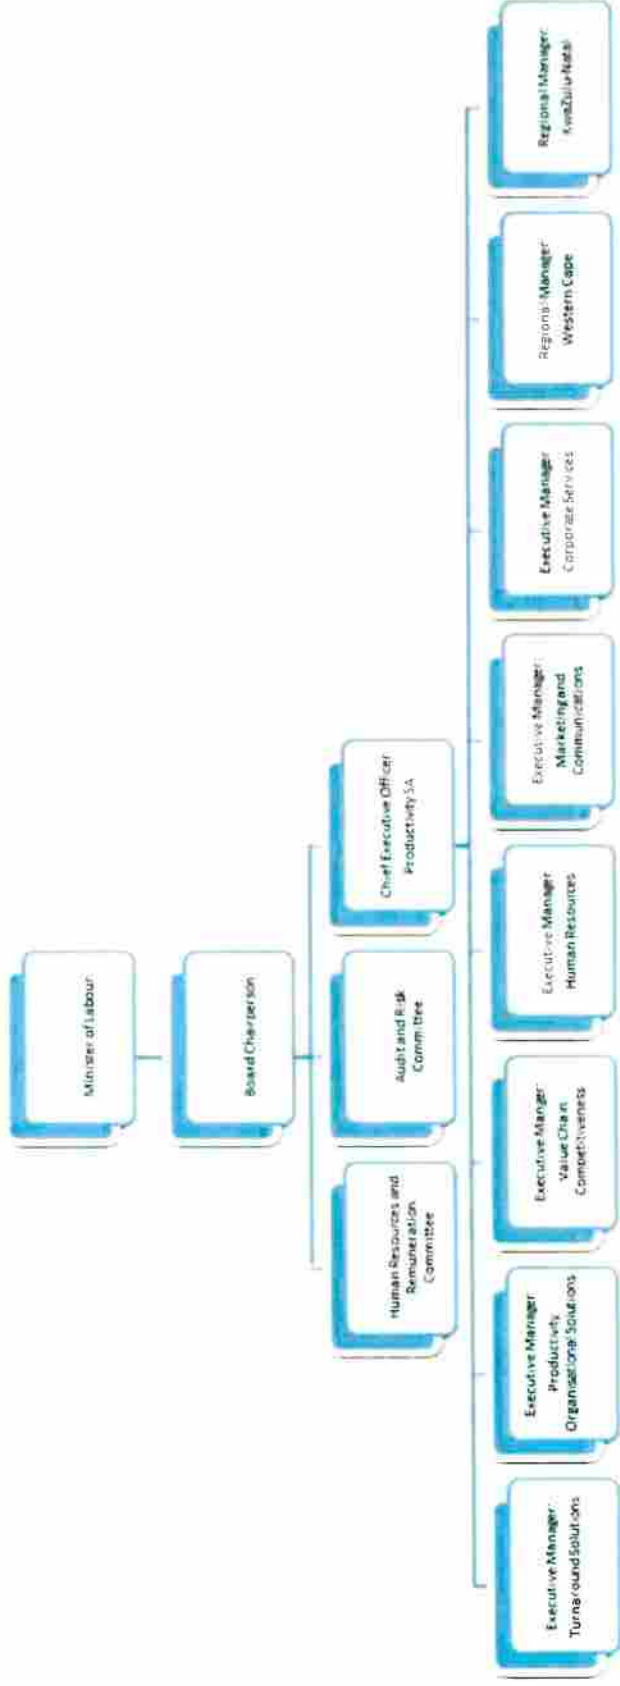 Minister of Labour
Board Chairperson
Human Resources and
Remuneration
Committee
Audit and Risk
Committee
Chief Executive Officer
Productivity SA
Executive Manager:
Turnaround Solutions
Executive Manager
Productivity
Organisational Solutions
Executive Manger
Value Chain
Competitiveness
Executive Manager
Human Resources
Executive Manager:
Marketing and
Communications
Executive Manager
Corporate Services
Regional Manager
Western Cape
Regional Manager
KwaZulu-Natal